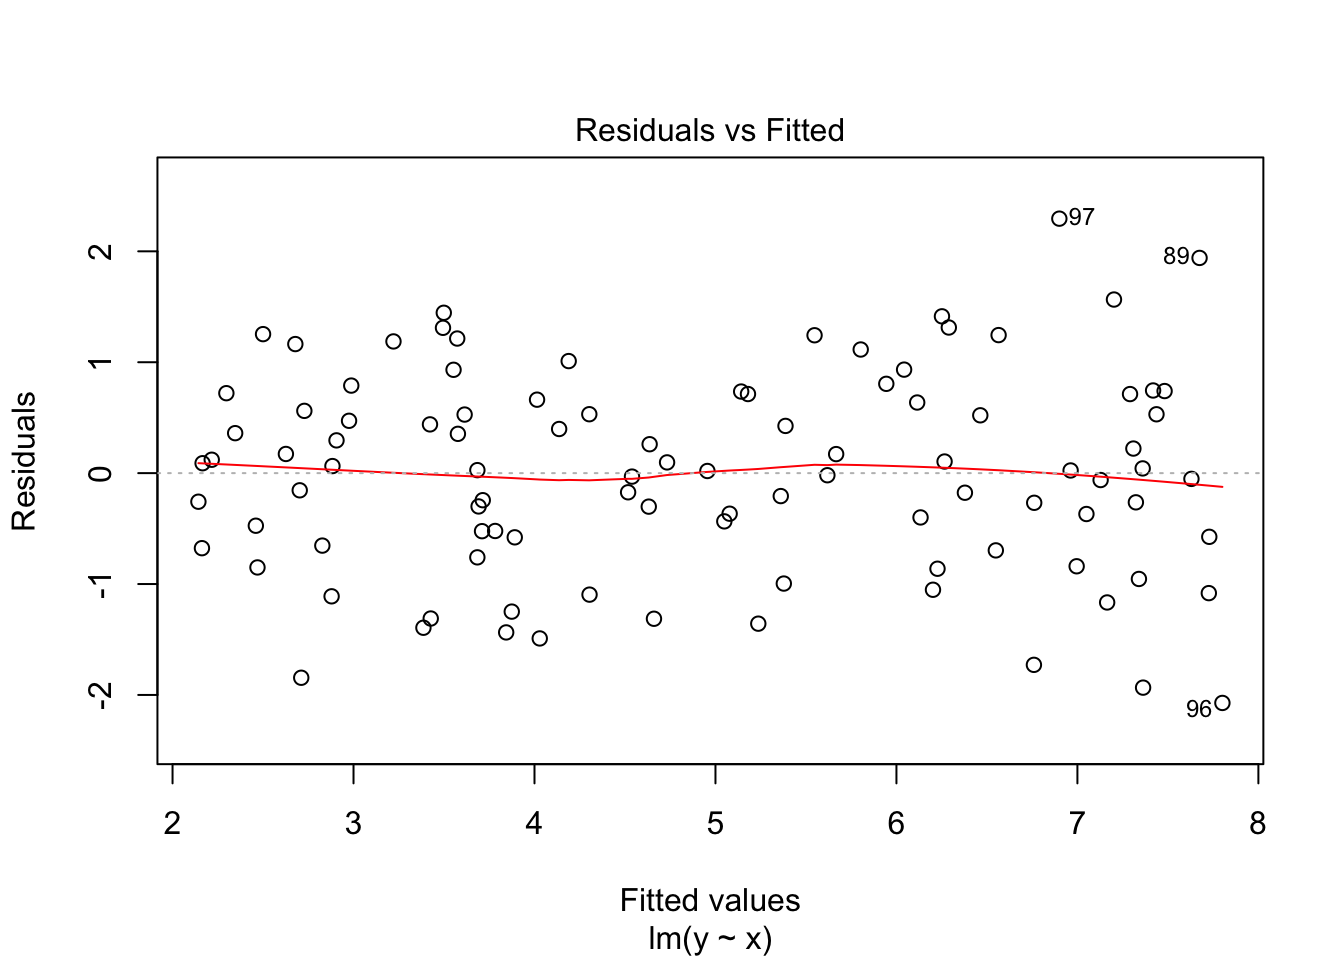 Residuals vs Fitted
97
89
2
1
0
-1
-2
Residuals
96
2 3 4 5 6 7 8
Fitted values
lm(y ~ x)